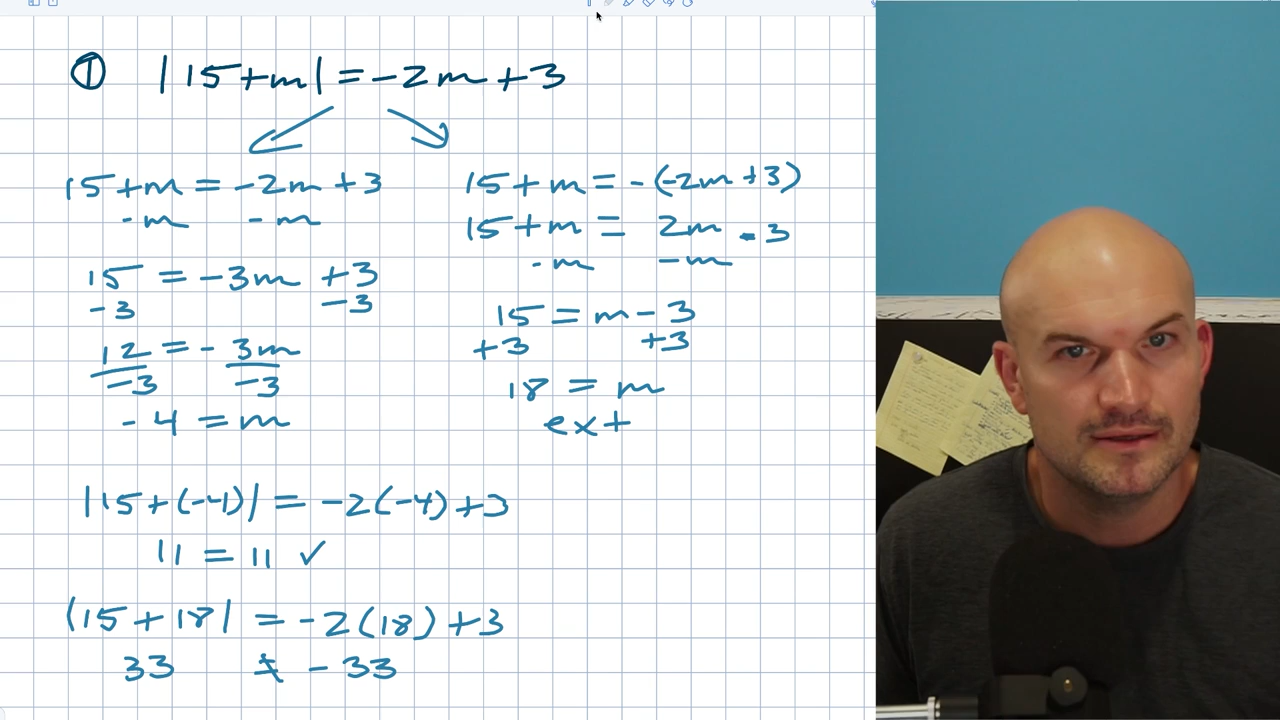 ① |15+m| = -2m+3
15+m = -2m+3
-m -m
15 = -3m +3
-3 -3
12 = -3m
-3 -3
-4 = m
15+m = -(-2m+3)
15+m = 2m - 3
-m -m
15 = m-3
+3 +3
18 = m
ext
|15+(-4)| = -2(-4)+3
11 = 11 ✓
|15+18| = -2(18)+3
33 ≠ -33